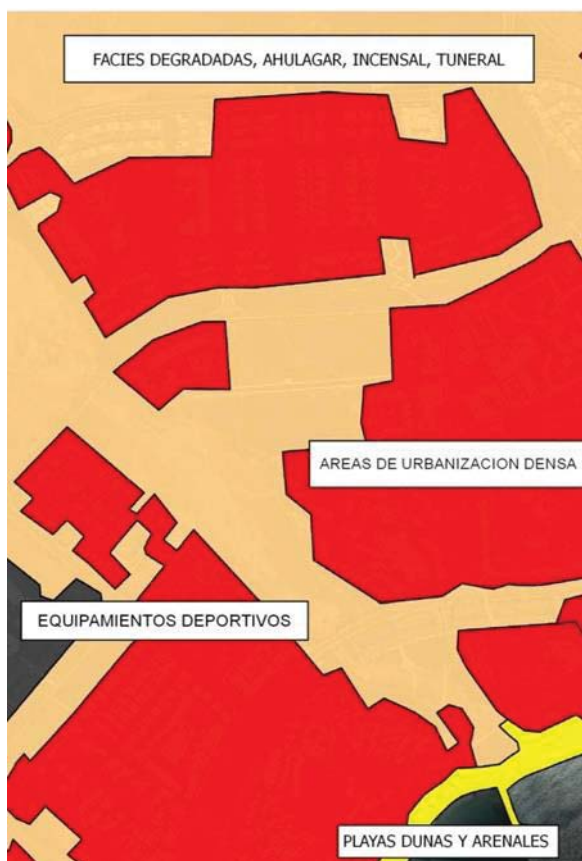 FACIES DEGRADADAS, AHULAGAR, INCENSAL, TUNERAL
AREAS DE URBANIZACION DENSA
EQUIPAMIENTOS DEPORTIVOS
PLAYAS DUNAS Y ARENALES